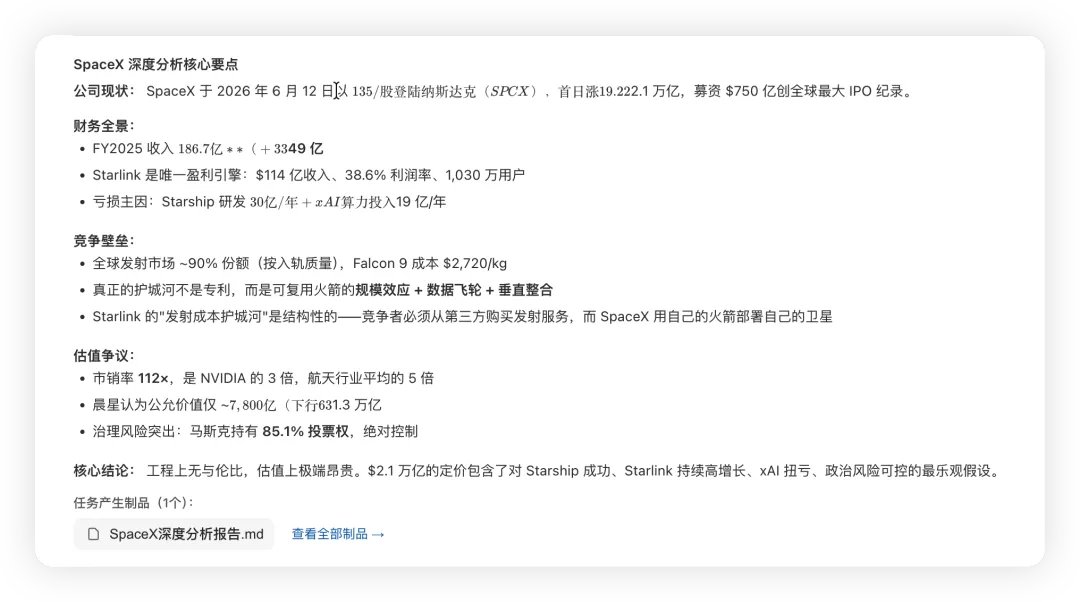 SpaceX 深度分析核心要点
公司现状： SpaceX 于 2026 年 6 月 12 日以 135/股登陆纳斯达克（SPCX），首日涨19.222.1 万亿，募资 $750 亿创全球最大 IPO 纪录。
财务全景：
• FY2025 收入 186.7亿 ∗∗（+3349 亿
• Starlink 是唯一盈利引擎：$114 亿收入、38.6% 利润率、1,030 万用户
• 亏损主因：Starship 研发 30亿/年 + xAI算力投入19 亿/年
竞争壁垒：
• 全球发射市场 ~90% 份额（按入轨质量），Falcon 9 成本 $2,720/kg
• 真正的护城河不是专利，而是可复用火箭的规模效应 + 数据飞轮 + 垂直整合
• Starlink 的"发射成本护城河"是结构性的——竞争者必须从第三方购买发射服务，而 SpaceX 用自己的火箭部署自己的卫星
估值争议：
• 市销率 112×，是 NVIDIA 的 3 倍，航天行业平均的 5 倍
• 晨星认为公允价值仅 ~7,800亿（下行631.3 万亿
• 治理风险突出：马斯克持有 85.1% 投票权，绝对控制
核心结论： 工程上无与伦比，估值上极端昂贵。$2.1 万亿的定价包含了对 Starship 成功、Starlink 持续高增长、xAI 扭亏、政治风险可控的最乐观假设。
任务产生制品（1个）：
SpaceX深度分析报告.md 查看全部制品 →